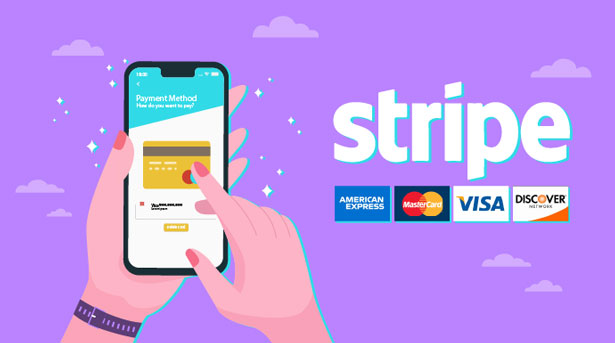 Payment Method
How do you want to pay?
stripe
AMERICAN
EXPRESS
MasterCard
VISA
DISCOVER
NETWORK